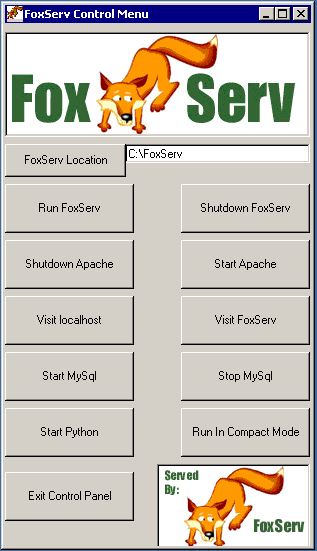 FoxServ Control Menu
Fox Serv
FoxServ Location C:\FoxServ
Run FoxServ Shutdown FoxServ
Shutdown Apache Start Apache
Visit localhost Visit FoxServ
Start MySql Stop MySql
Start Python Run In Compact Mode
Exit Control Panel
Served
By:
FoxServ